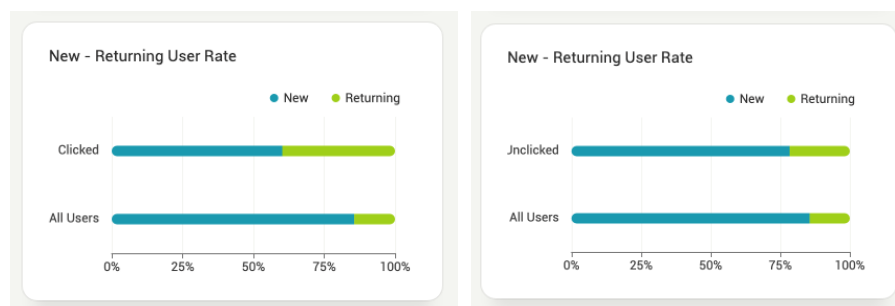 New - Returning User Rate
New Returning
Clicked
All Users
0% 25% 50% 75% 100%
New - Returning User Rate
New Returning
Unclicked
All Users
0% 25% 50% 75% 100%